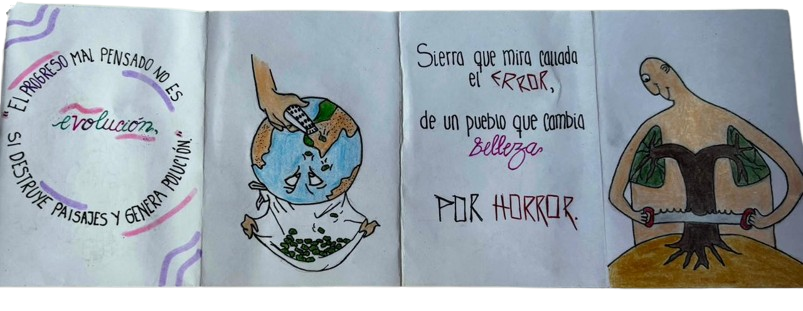 "EL PROGRESO MAL PENSADO NO ES
evolución
SI DESTRUYE PAISAJES Y GENERA POLUCIÓN."
Sierra que mira callada
el ERROR,
de un pueblo que cambia
Belleza
POR HORROR.